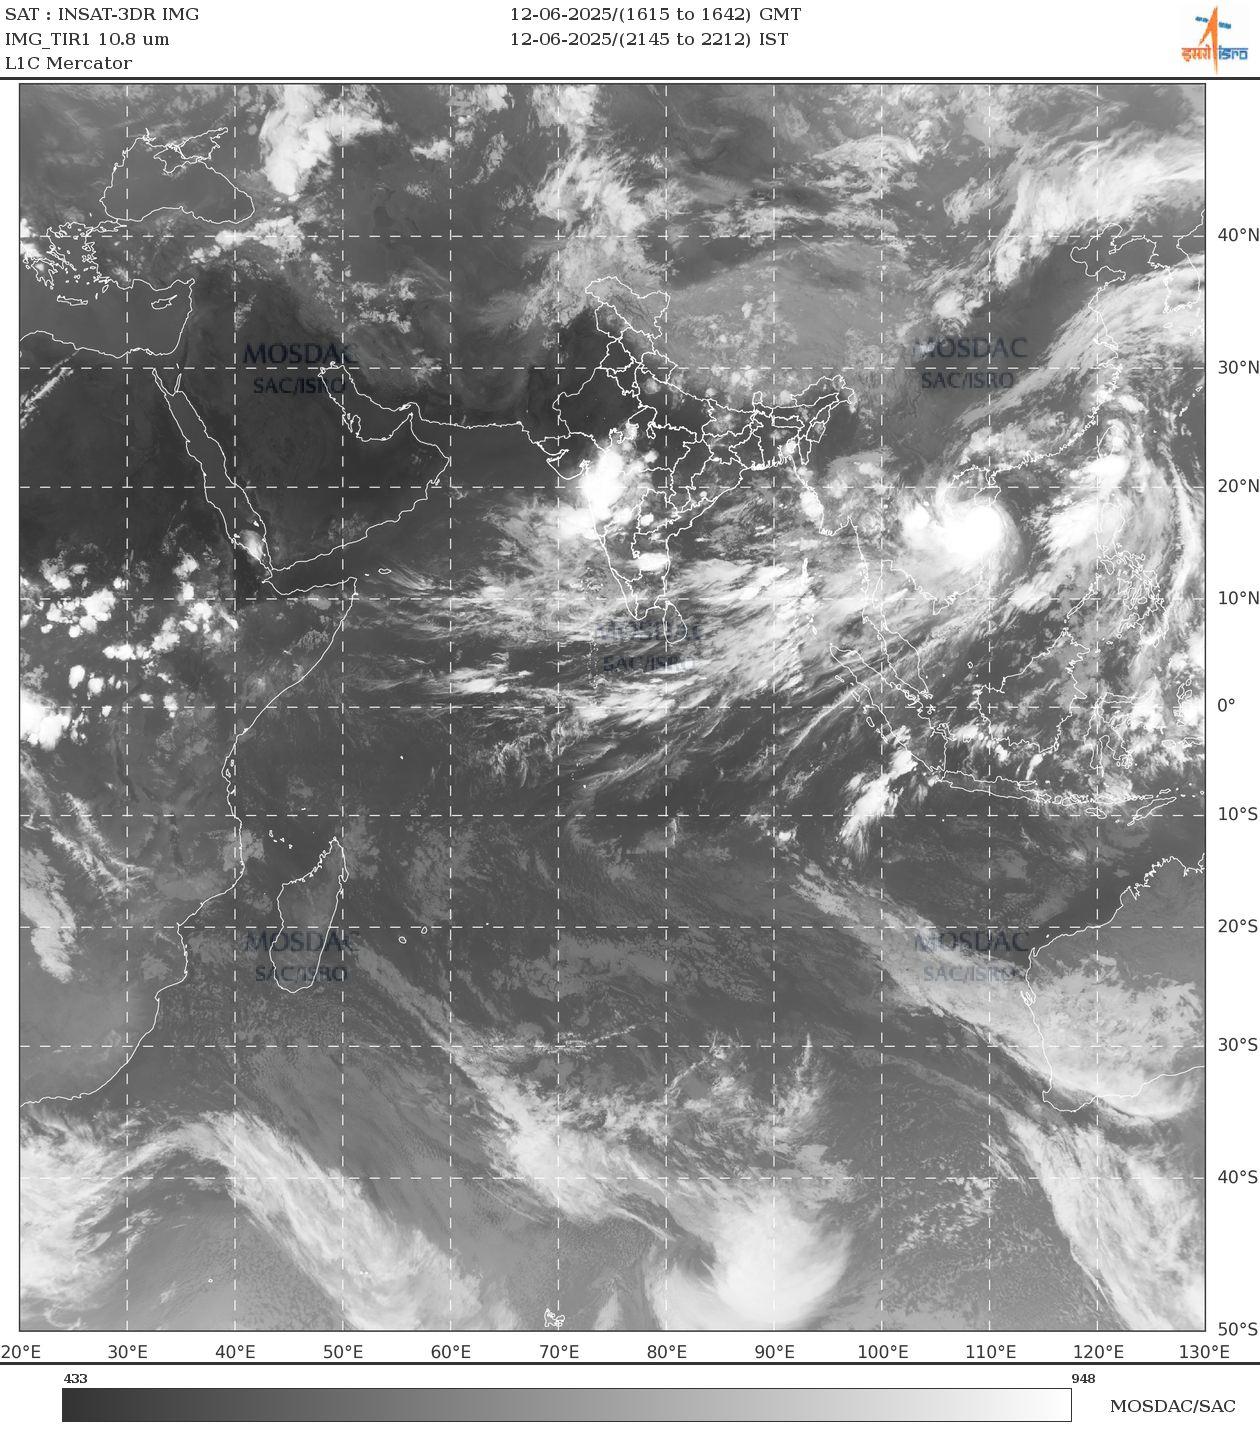 SAT : INSAT-3DR IMG
12-06-2025/(1615 to 1642) GMT
IMG_TIR1 10.8 um
12-06-2025/(2145 to 2212) IST
L1C Mercator
इसरो isro
40°N
MOSDAC
SAC/ISRO
MOSDAC
SAC/ISRO
30°N
20°N
10°N
MOSDAC
SAC/ISRO
0°
10°S
20°S
MOSDAC
SAC/ISRO
MOSDAC
SAC/ISRO
30°S
40°S
50°S
20°E 30°E 40°E 50°E 60°E 70°E 80°E 90°E 100°E 110°E 120°E 130°E
433 948
MOSDAC/SAC